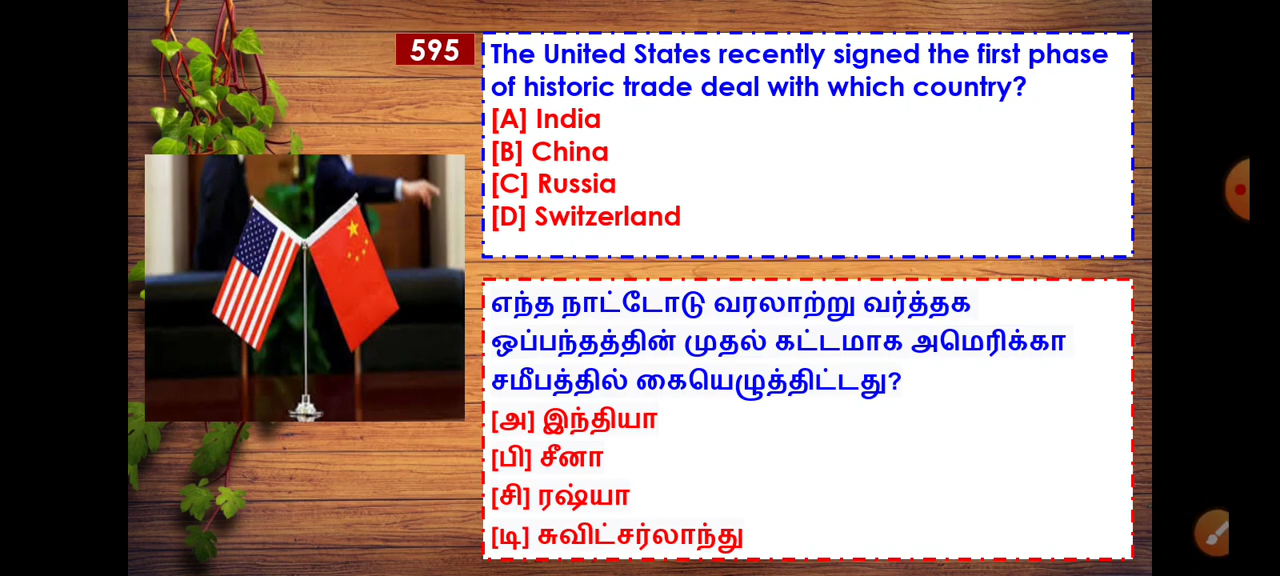 595
The United States recently signed the first phase
of historic trade deal with which country?
[A] India
[B] China
[C] Russia
[D] Switzerland
எந்த நாட்டோடு வரலாற்று வர்த்தக
ஒப்பந்தத்தின் முதல் கட்டமாக அமெரிக்கா
சமீபத்தில் கையெழுத்திட்டது?
[அ] இந்தியா
[பி] சீனா
[சி] ரஷ்யா
[டி] சுவிட்சர்லாந்து